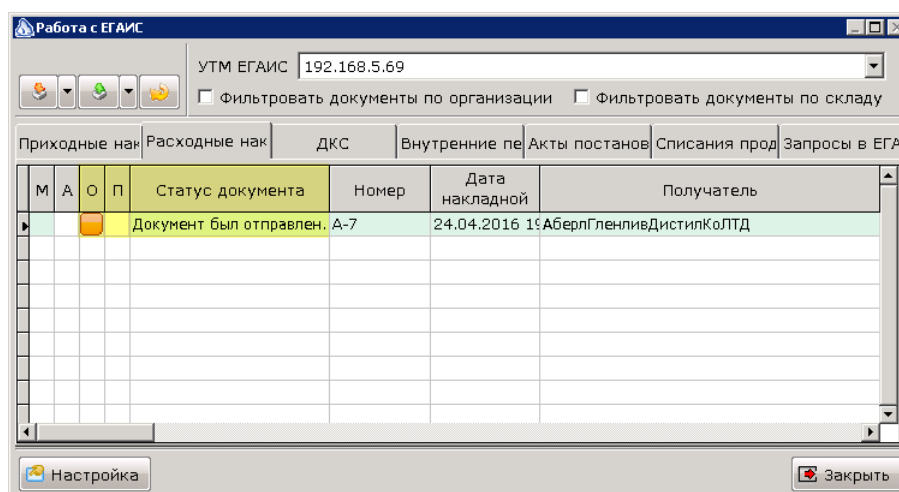 Работа с ЕГАИС
УТМ ЕГАИС 192.168.5.69
Фильтровать документы по организации Фильтровать документы по складу
Приходные нак Расходные нак ДКС Внутренние пе Акты постанов Списания прод Запросы в ЕГА
М А О П Статус документа Номер Дата накладной Получатель
Документ был отправлен. А-7 24.04.2016 19 АберлГленливДистилКоЛТД
Настройка Закрыть